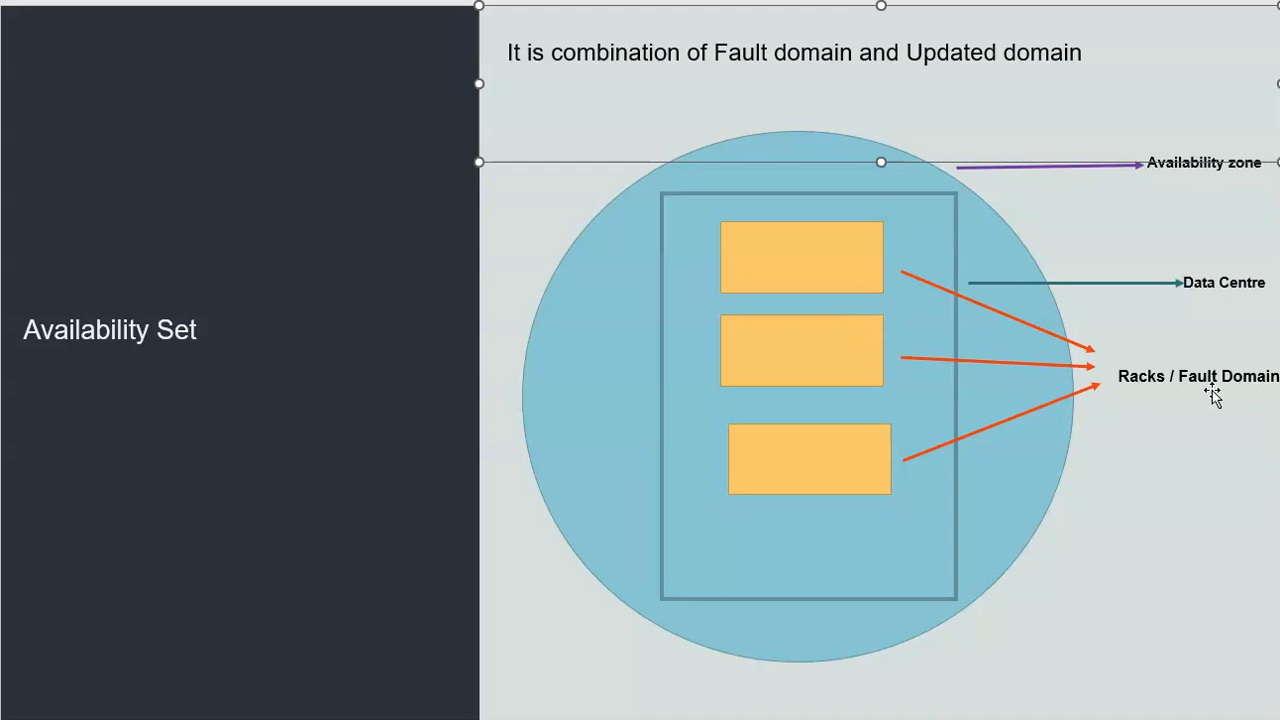 It is combination of Fault domain and Updated domain
Availability zone
Data Centre
Availability Set
Racks / Fault Domain